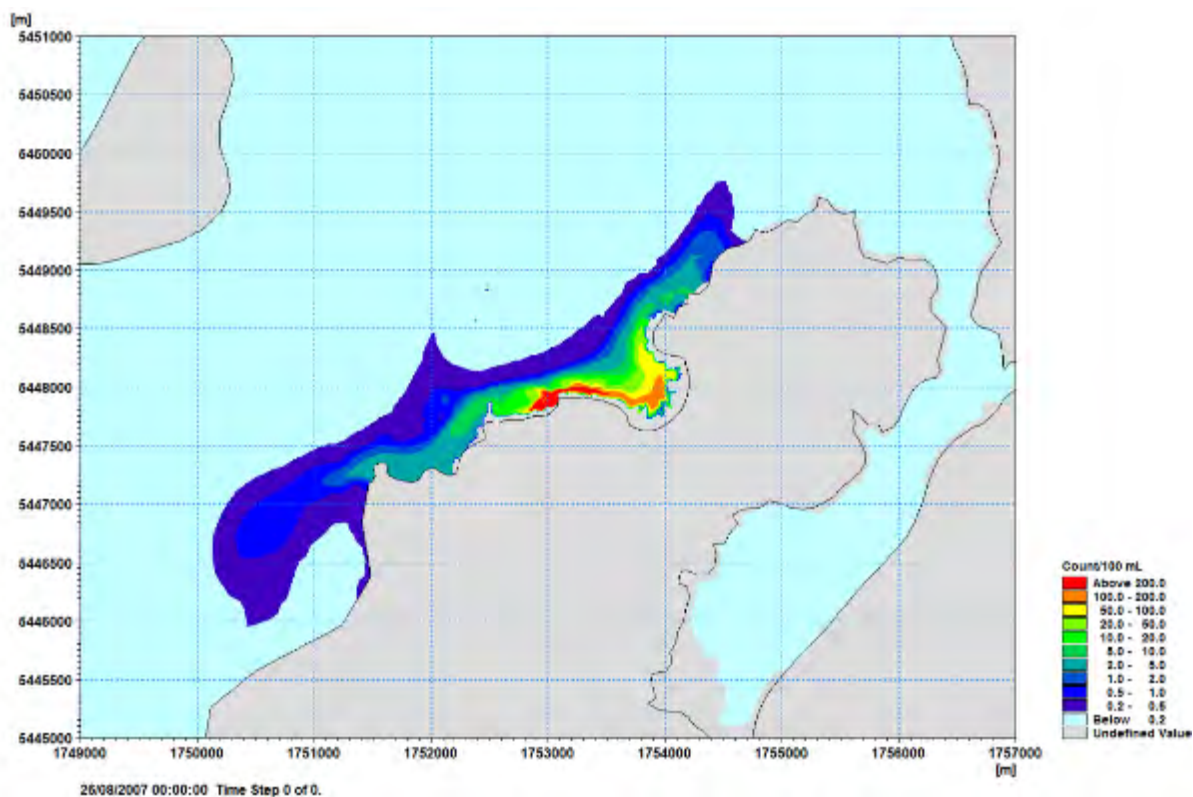 [m]
5451000
5450500
5460000
5449500
5449000
5448500
5448000
5447500
5447000
5446500
5446000
5445500
5445000
1749000 1750000 1751000 1752000 1753000 1754000 1755000 1756000 1757000
[m]
Count/100 mL
Above 200.0
100.0 - 200.0
50.0 - 100.0
20.0 - 50.0
10.0 - 20.0
5.0 - 10.0
2.0 - 5.0
1.0 - 2.0
0.5 - 1.0
0.2 - 0.5
Below 0.2
Undefined Value
25/08/2007 00:00:00 Time Step 0 of 0.